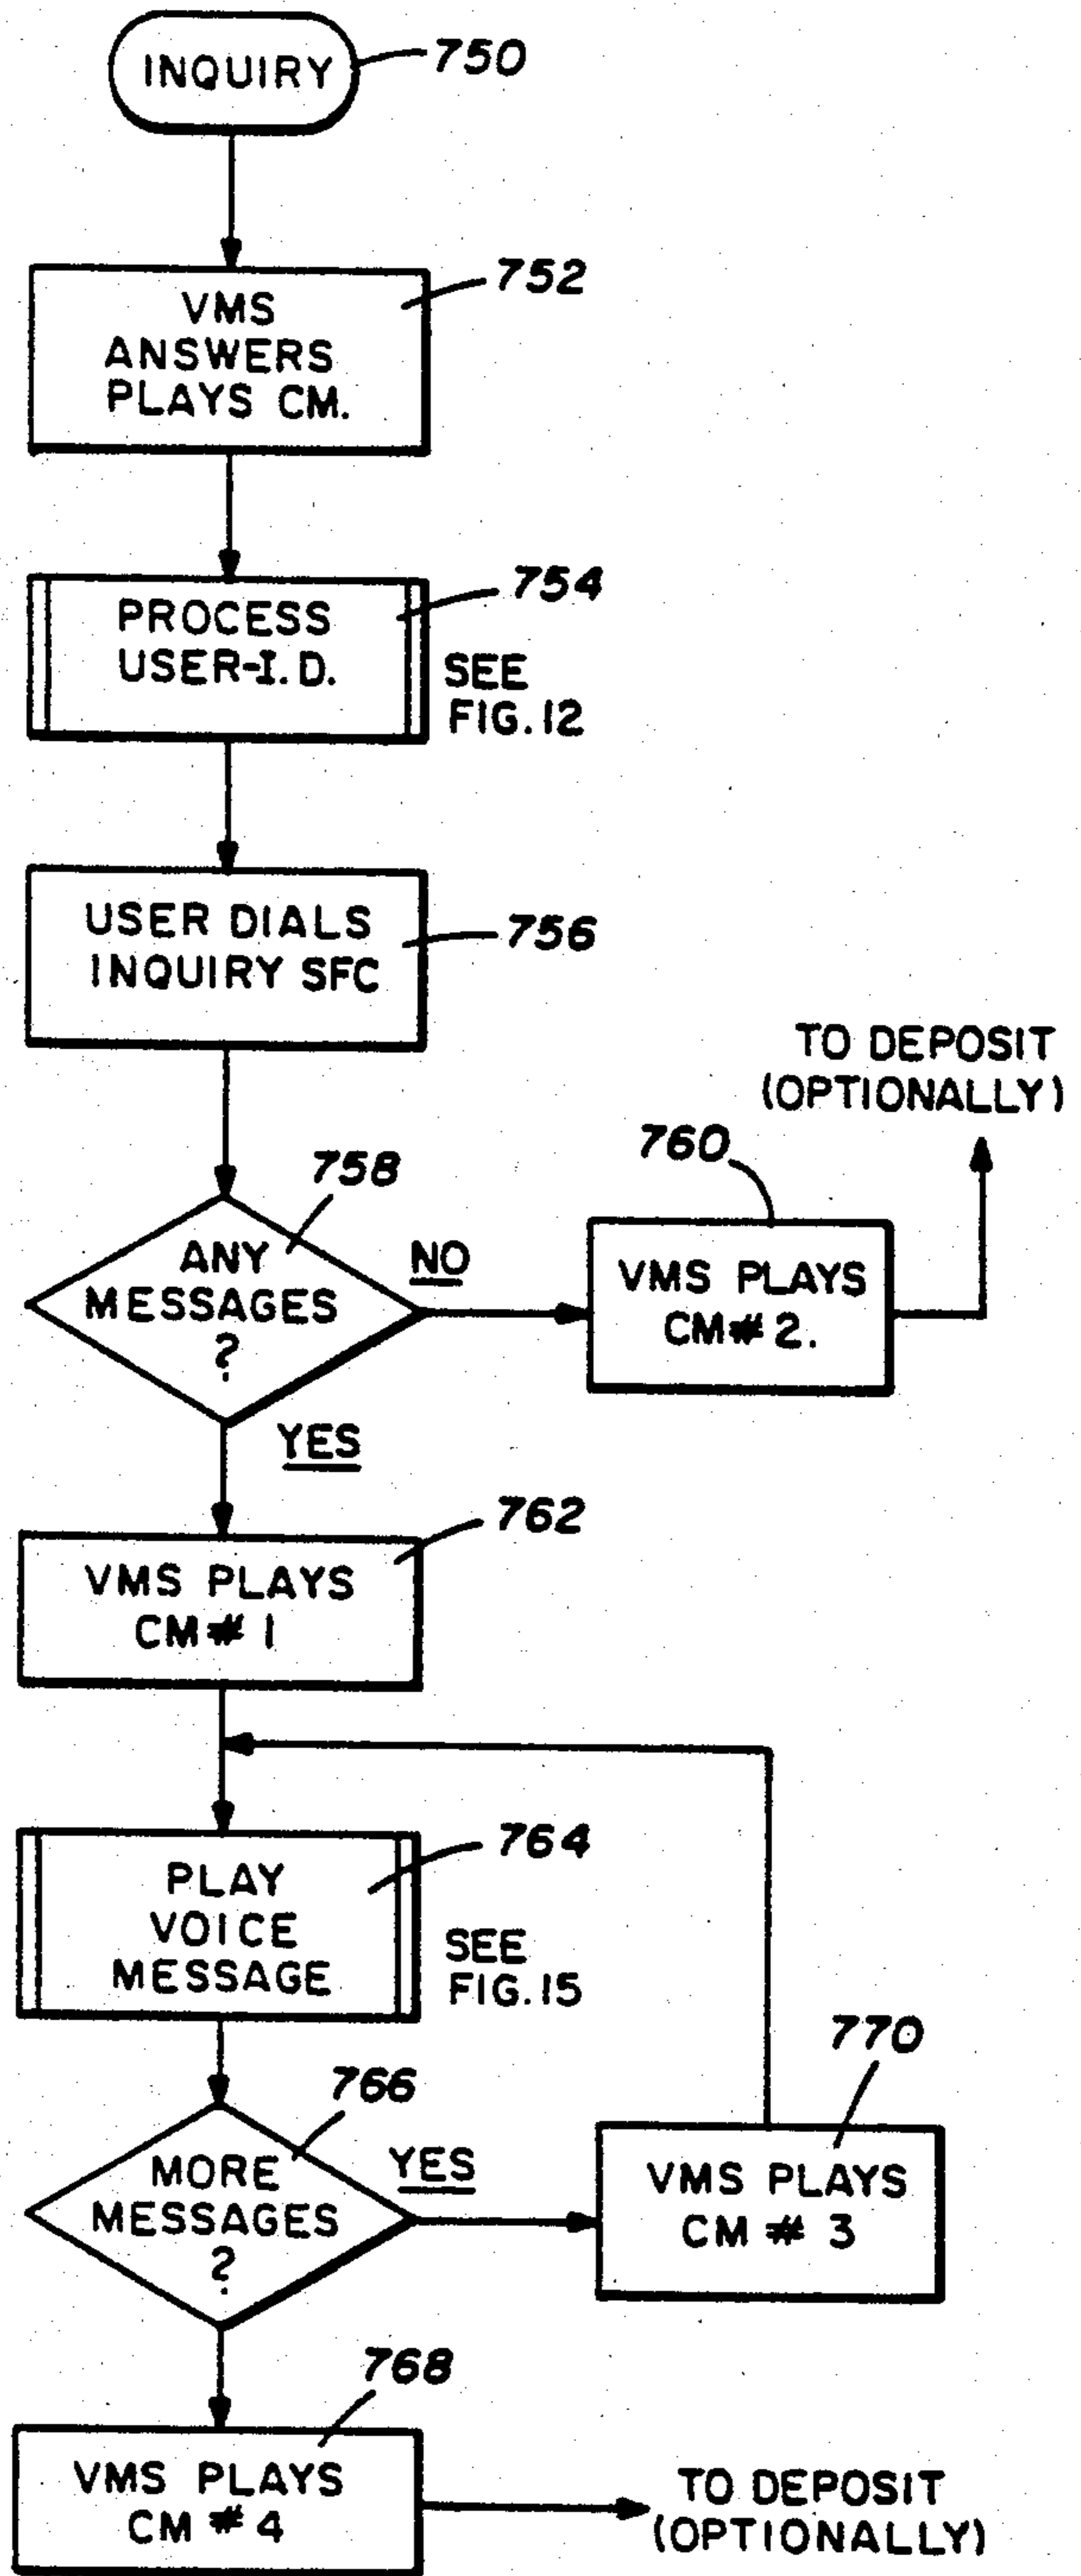 INQUIRY
750
752
VMS
ANSWERS
PLAYS CM.
754
PROCESS
USER-I.D.
SEE
FIG.12
756
USER DIALS
INQUIRY SFC
TO DEPOSIT
(OPTIONALLY)
758
760
ANY
MESSAGES
?
NO
VMS PLAYS
CM# 2.
YES
762
VMS PLAYS
CM# 1
764
PLAY
VOICE
MESSAGE
SEE
FIG.15
766
770
MORE
MESSAGES
?
YES
VMS PLAYS
CM # 3
768
VMS PLAYS
CM #4
TO DEPOSIT
(OPTIONALLY)